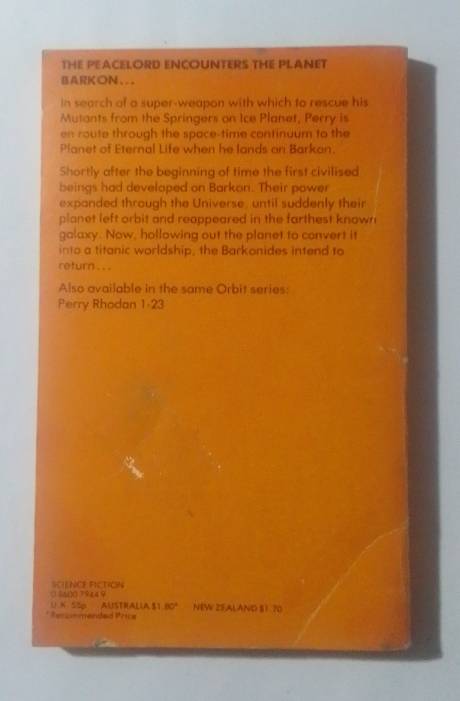 THE PEACELORD ENCOUNTERS THE PLANET
BARKON...
In search of a super-weapon with which to rescue his
Mutants from the Springers on Ice Planet, Perry is
en route through the space-time continuum to the
Planet of Eternal Life when he lands on Barkon.
Shortly after the beginning of time the first civilised
beings had developed on Barkon. Their power
expanded through the Universe, until suddenly their
planet left orbit and reappeared in the farthest known
galaxy. Now, hollowing out the planet to convert it
into a titanic worldship, the Barkonides intend to
return...
Also available in the same Orbit series:
Perry Rhodan 1-23
SCIENCE FICTION
0 8600 7944 9
U.K. 55p AUSTRALIA $1.80* NEW ZEALAND $1.70
*Recommended Price